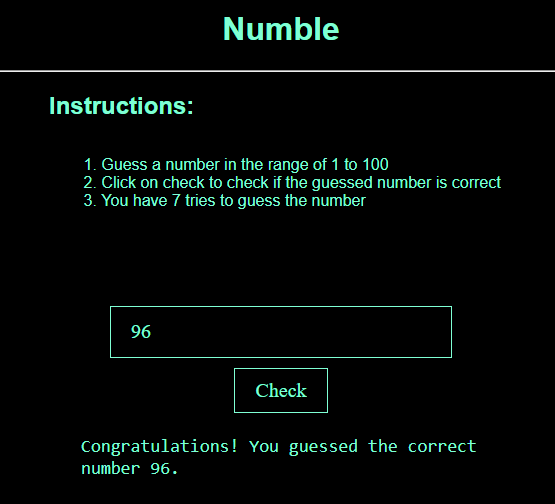 Numble
Instructions:
1. Guess a number in the range of 1 to 100
2. Click on check to check if the guessed number is correct
3. You have 7 tries to guess the number
96
Check
Congratulations! You guessed the correct
number 96.